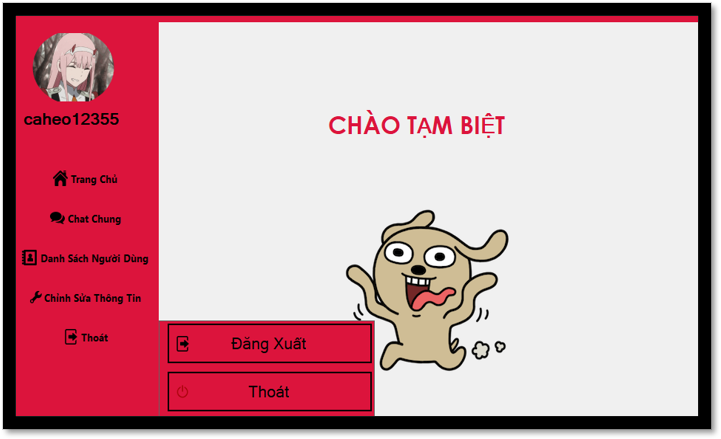 caheo12355
Trang Chủ
Chat Chung
Danh Sách Người Dùng
Chỉnh Sửa Thông Tin
Thoát
CHÀO TẠM BIỆT
Đăng Xuất
Thoát